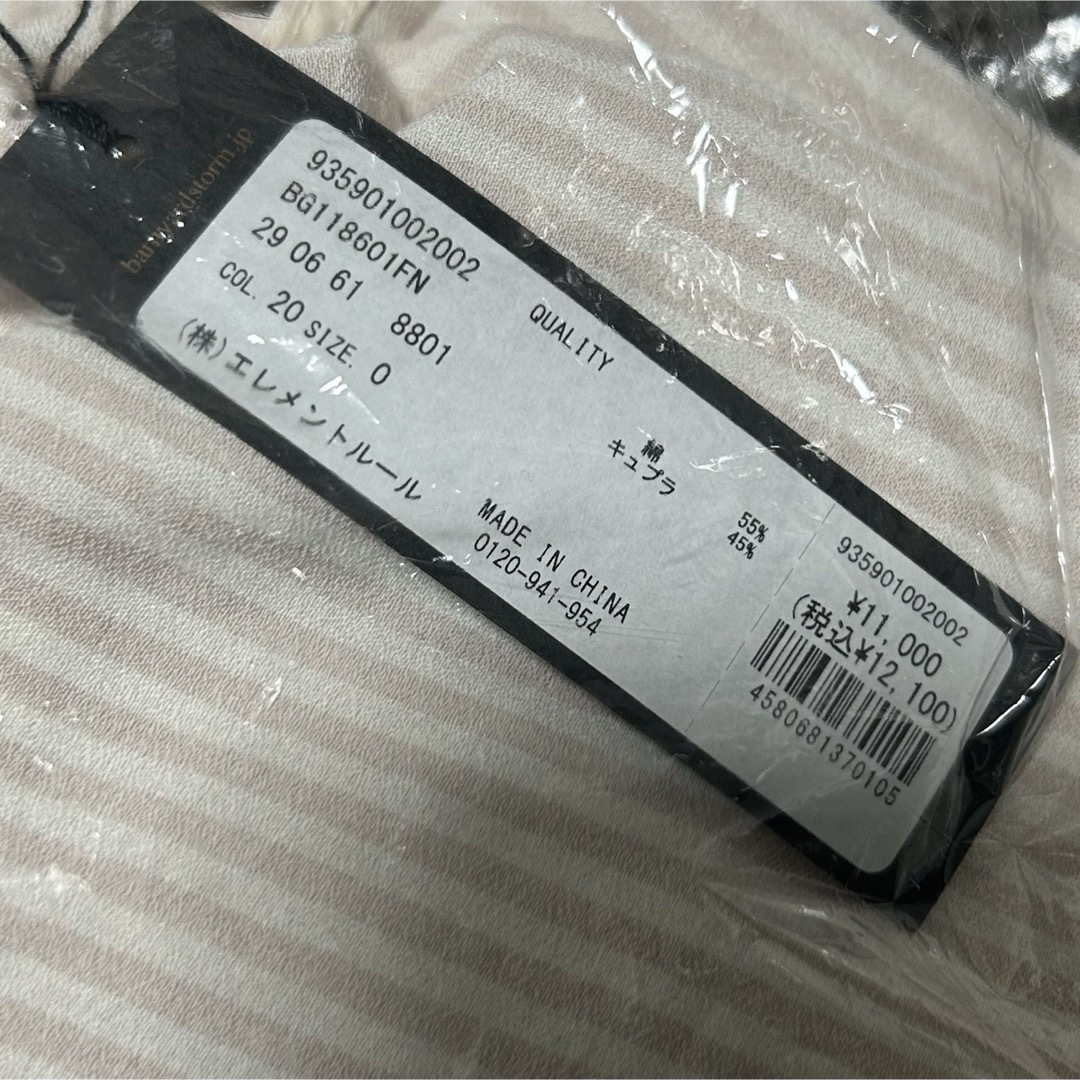 barnyardstorm.jp
935901002002
BG118601FN
29 06 61 8801
COL. 20 SIZE. 0
(株)エレメントルール
QUALITY
綿 55%
キュプラ 45%
MADE IN CHINA
0120-941-954
935901002002
¥11,000
(税込¥12,100)
4580681370105